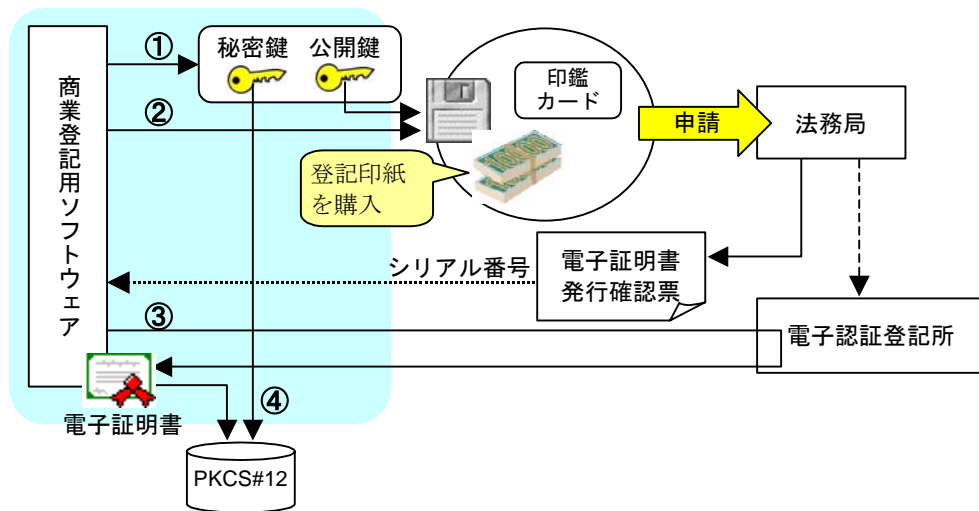 ①
秘密鍵
公開鍵
印鑑
カード
商業登記用ソフトウェア
②
申請
法務局
登記印紙
を購入
シリアル番号
電子証明書
発行確認票
③
電子認証登記所
電子証明書
④
PKCS#12